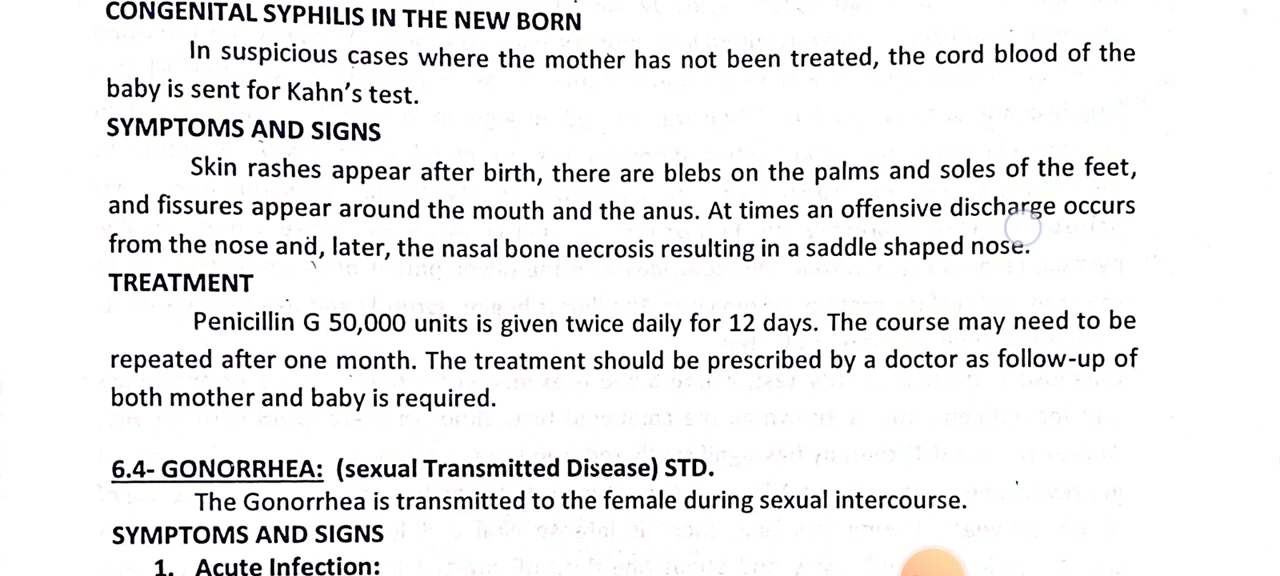 CONGENITAL SYPHILIS IN THE NEW BORN
In suspicious cases where the mother has not been treated, the cord blood of the
baby is sent for Kahn's test.
SYMPTOMS AND SIGNS
Skin rashes appear after birth, there are blebs on the palms and soles of the feet,
and fissures appear around the mouth and the anus. At times an offensive discharge occurs
from the nose and, later, the nasal bone necrosis resulting in a saddle shaped nose.
TREATMENT
Penicillin G 50,000 units is given twice daily for 12 days. The course may need to be
repeated after one month. The treatment should be prescribed by a doctor as follow-up of
both mother and baby is required.
6.4- GONORRHEA: (sexual Transmitted Disease) STD.
The Gonorrhea is transmitted to the female during sexual intercourse.
SYMPTOMS AND SIGNS
1. Acute Infection: